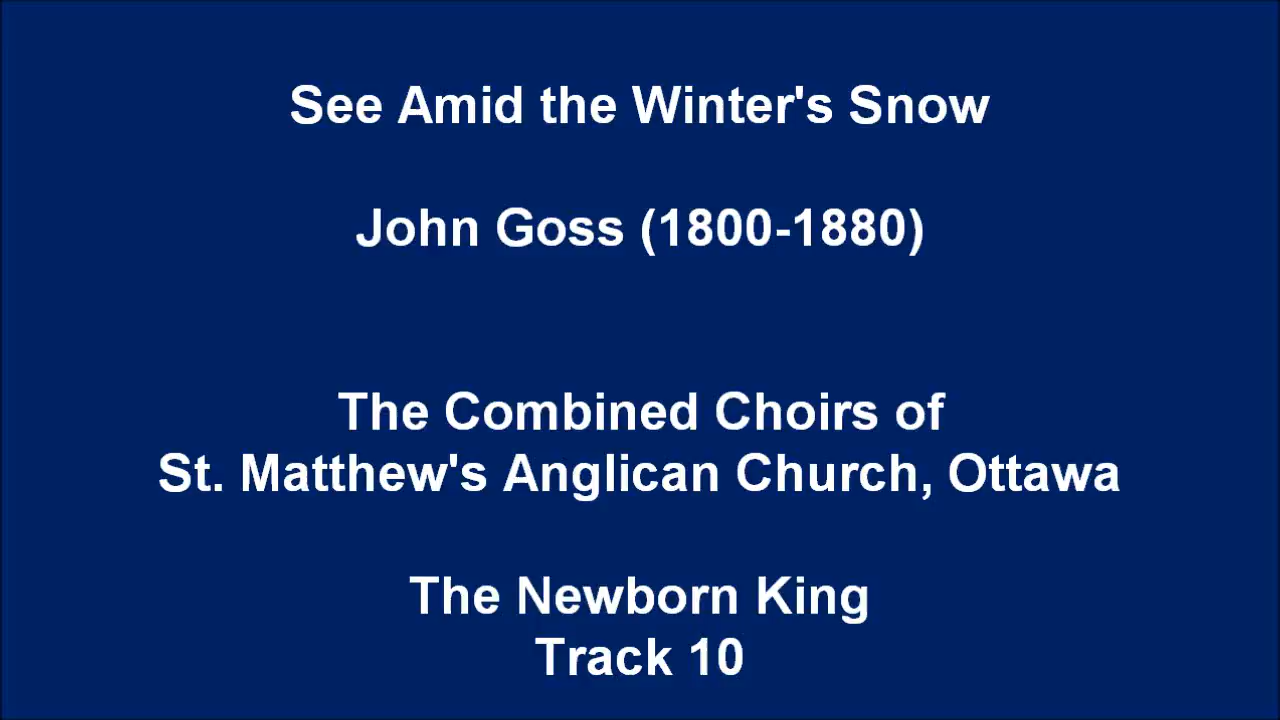 See Amid the Winter's Snow
John Goss (1800-1880)
The Combined Choirs of
St. Matthew's Anglican Church, Ottawa
The Newborn King
Track 10